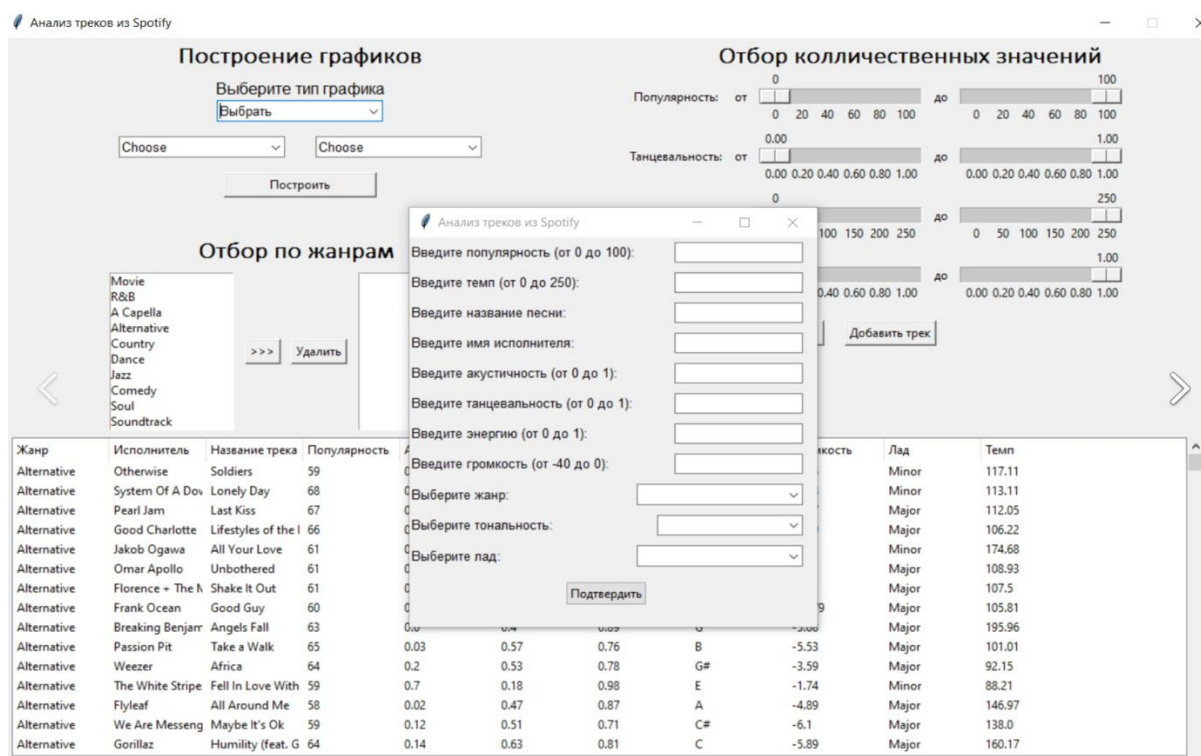 Анализ треков из Spotify
Построение графиков
Выберите тип графика
Выбрать
Choose Choose
Построить
Отбор колличественных значений
0 100
Популярность: от до
0 20 40 60 80 100 0 20 40 60 80 100
0.00 1.00
Танцевальность: от до
0.00 0.20 0.40 0.60 0.80 1.00 0.00 0.20 0.40 0.60 0.80 1.00
0 250
до
100 150 200 250 0 50 100 150 200 250
1.00
до
0.40 0.60 0.80 1.00 0.00 0.20 0.40 0.60 0.80 1.00
Добавить трек
Отбор по жанрам
Movie
R&B
A Capella
Alternative
Country
Dance
Jazz
Comedy
Soul
Soundtrack
>>> Удалить
Анализ треков из Spotify
Введите популярность (от 0 до 100):
Введите темп (от 0 до 250):
Введите название песни:
Введите имя исполнителя:
Введите акустичность (от 0 до 1):
Введите танцевальность (от 0 до 1):
Введите энергию (от 0 до 1):
Введите громкость (от -40 до 0):
Выберите жанр:
Выберите тональность:
Выберите лад:
Подтвердить
Жанр Исполнитель Название трека Популярность Лад Темп
Alternative Otherwise Soldiers 59 Minor 117.11
Alternative System Of A Dov Lonely Day 68 Minor 113.11
Alternative Pearl Jam Last Kiss 67 Major 112.05
Alternative Good Charlotte Lifestyles of the 66 Major 106.22
Alternative Jakob Ogawa All Your Love 61 Minor 174.68
Alternative Omar Apollo Unbothered 61 Major 108.93
Alternative Florence + The Shake It Out 61 Major 107.5
Alternative Frank Ocean Good Guy 60 Major 105.81
Alternative Breaking Benjam Angels Fall 63 Major 195.96
Alternative Passion Pit Take a Walk 65 0.03 0.57 0.76 B -5.53 Major 101.01
Alternative Weezer Africa 64 0.2 0.53 0.78 G# -3.59 Major 92.15
Alternative The White Stripe Fell In Love With 59 0.7 0.18 0.98 E -1.74 Minor 88.21
Alternative Flyleaf All Around Me 58 0.02 0.47 0.87 A -4.89 Major 146.97
Alternative We Are Messeng Maybe It's Ok 59 0.12 0.51 0.71 C# -6.1 Major 138.0
Alternative Gorillaz Humility (feat. G 64 0.14 0.63 0.81 C -5.89 Major 160.17